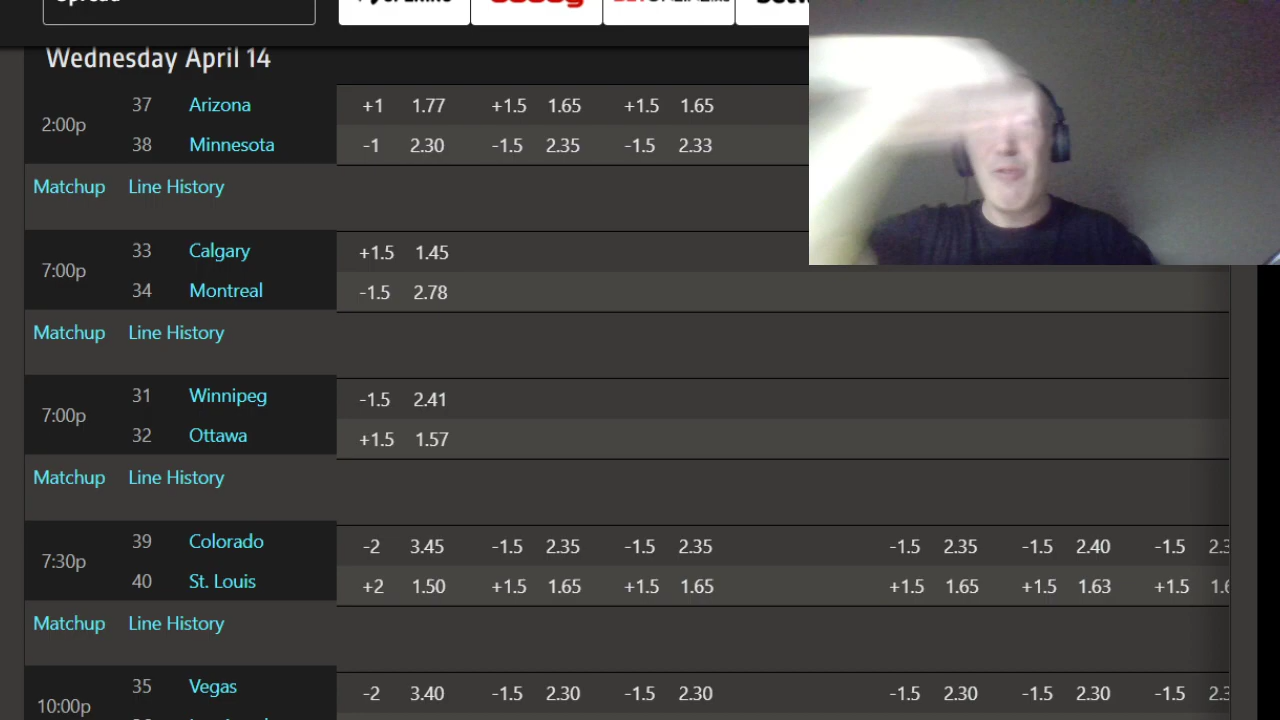 Wednesday April 14
37 Arizona +1 1.77 +1.5 1.65 +1.5 1.65
2:00p
38 Minnesota -1 2.30 -1.5 2.35 -1.5 2.33
Matchup Line History
33 Calgary +1.5 1.45
7:00p
34 Montreal -1.5 2.78
Matchup Line History
31 Winnipeg -1.5 2.41
7:00p
32 Ottawa +1.5 1.57
Matchup Line History
39 Colorado -2 3.45 -1.5 2.35 -1.5 2.35 -1.5 2.35 -1.5 2.40 -1.5
7:30p
40 St. Louis +2 1.50 +1.5 1.65 +1.5 1.65 +1.5 1.65 +1.5 1.63 +1.5
Matchup Line History
35 Vegas -2 3.40 -1.5 2.30 -1.5 2.30 -1.5 2.30 -1.5 2.30 -1.5
10:00p